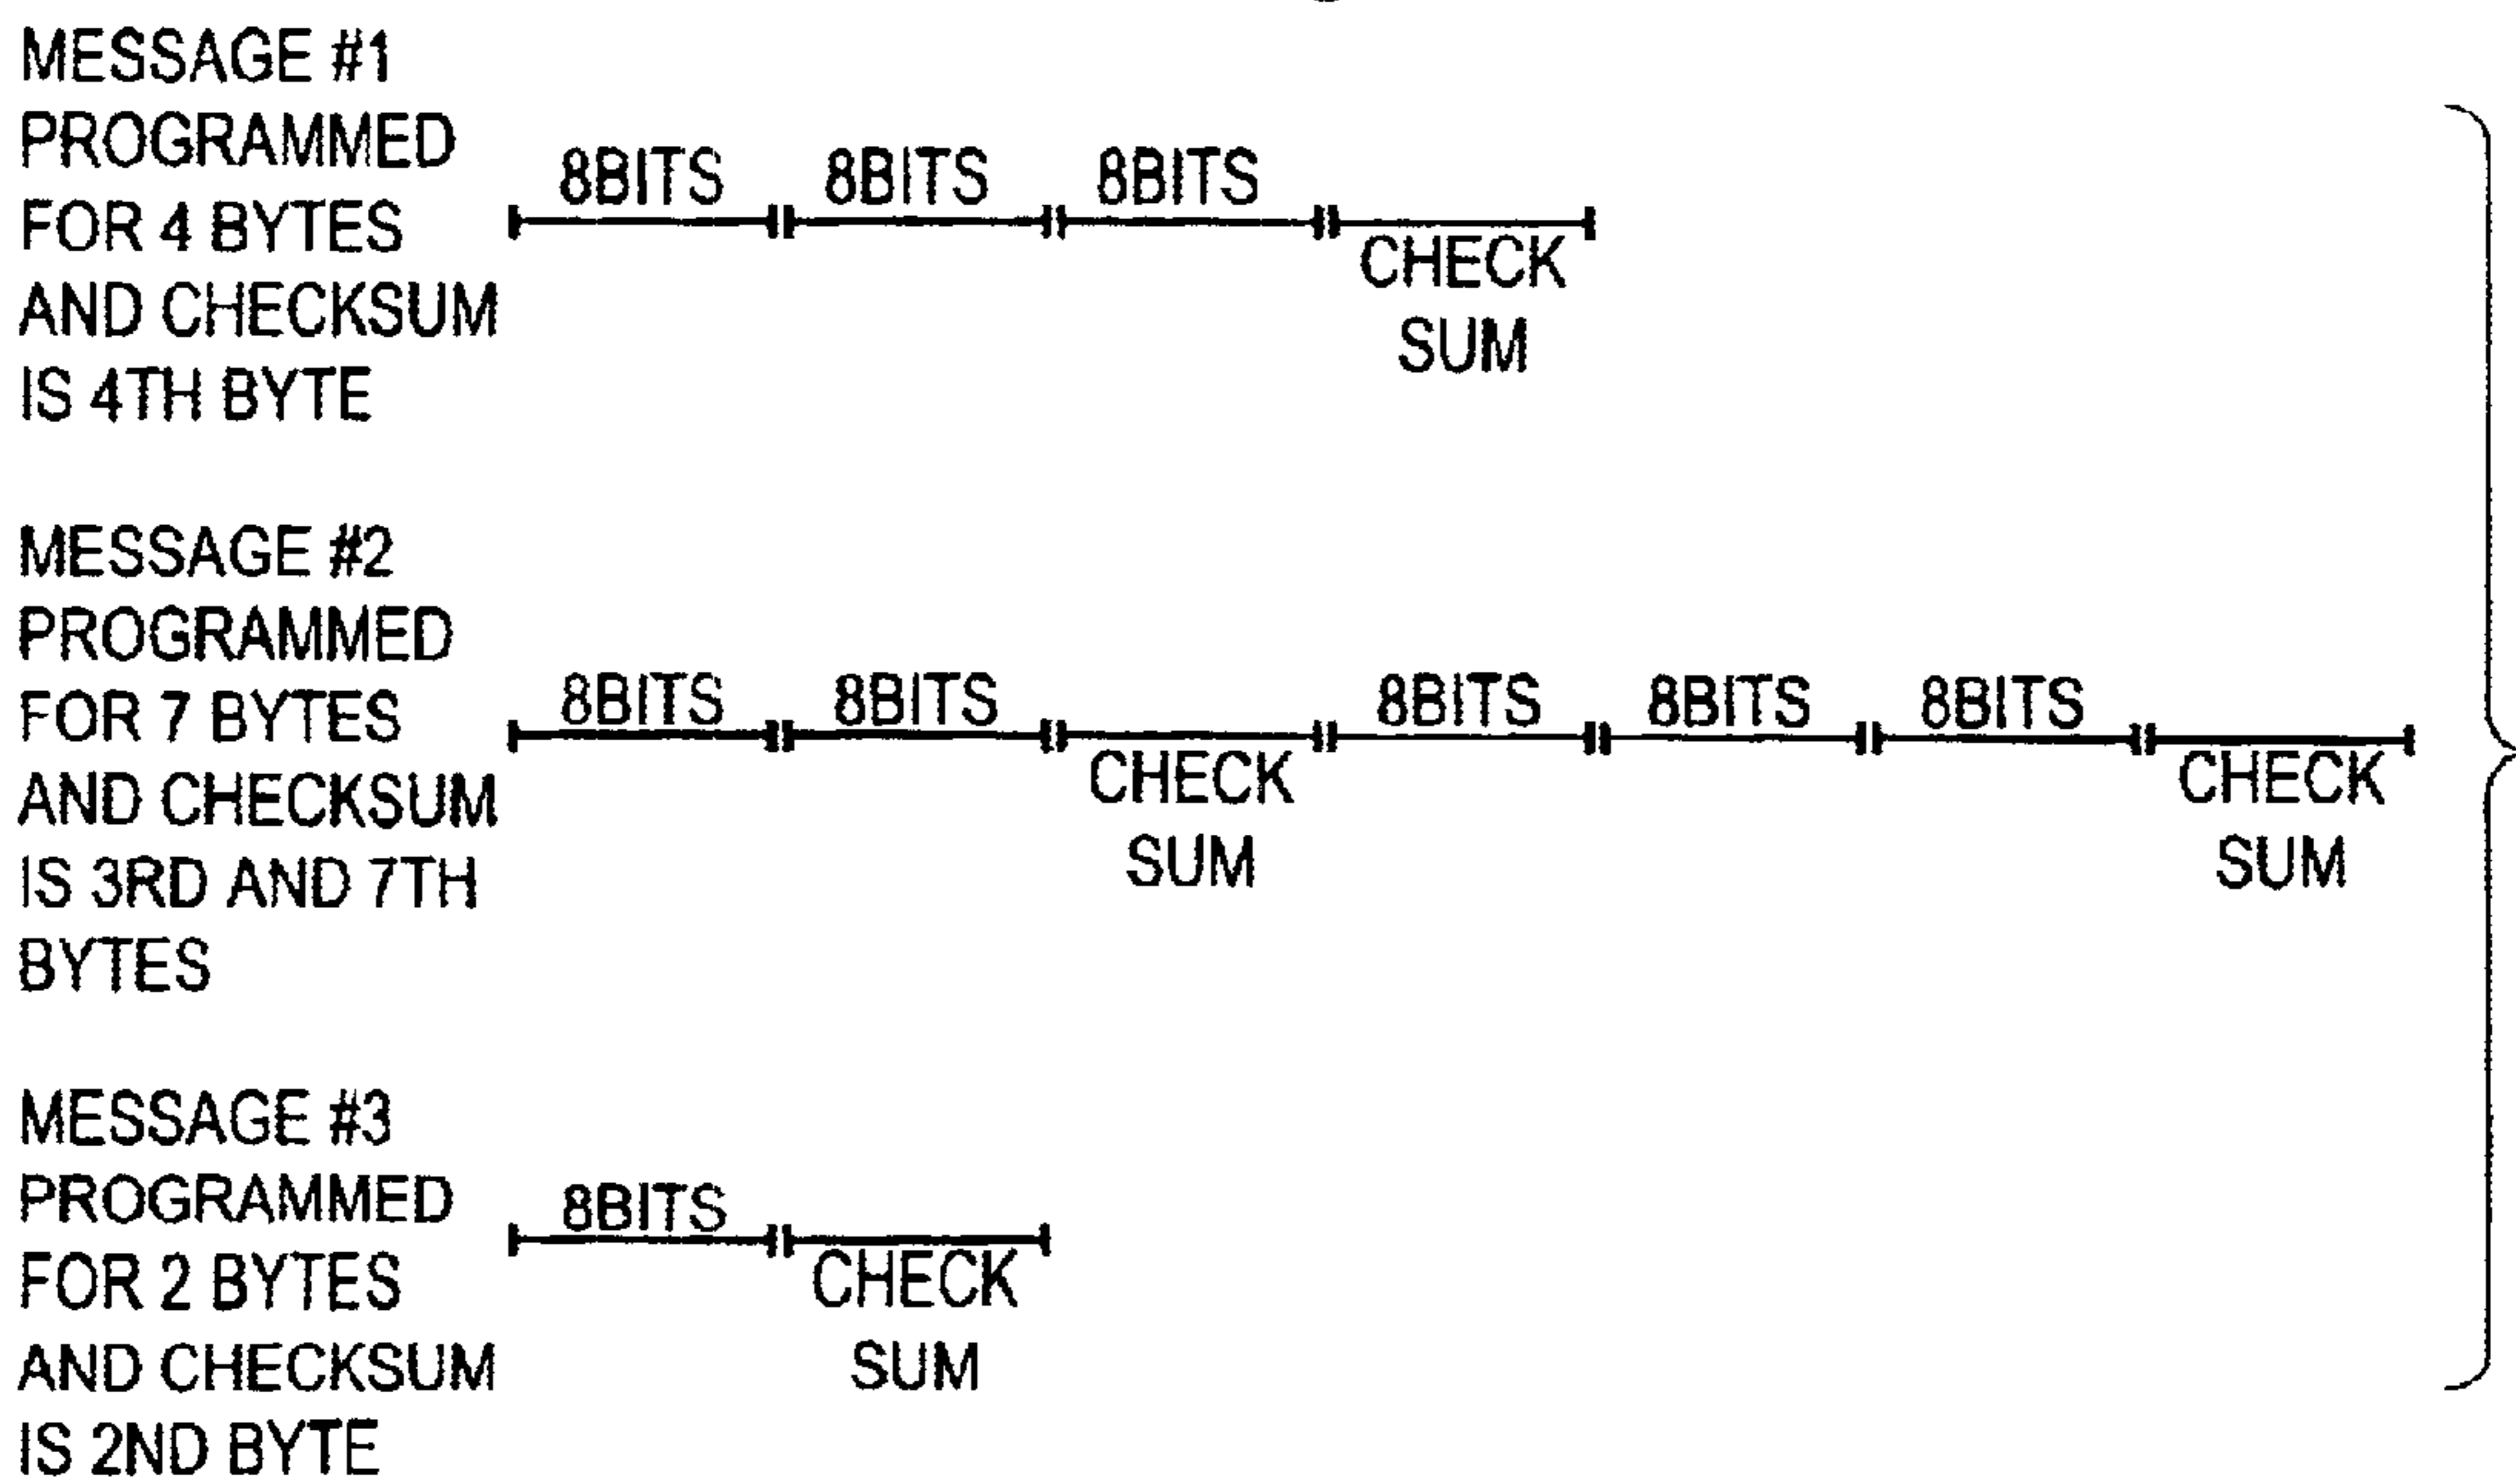 MESSAGE #1
PROGRAMMED
FOR 4 BYTES
AND CHECKSUM
IS 4TH BYTE
8BITS 8BITS 8BITS
CHECK
SUM
MESSAGE #2
PROGRAMMED
FOR 7 BYTES
AND CHECKSUM
IS 3RD AND 7TH
BYTES
8BITS 8BITS 8BITS 8BITS 8BITS
CHECK CHECK
SUM SUM
MESSAGE #3
PROGRAMMED
FOR 2 BYTES
AND CHECKSUM
IS 2ND BYTE
8BITS
CHECK
SUM